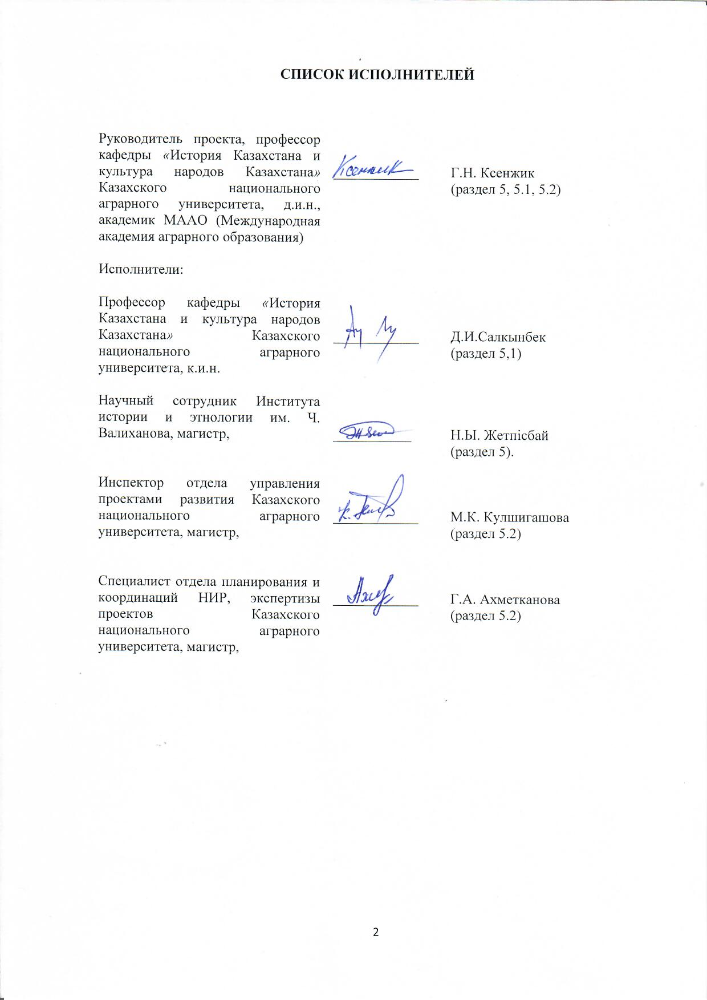 СПИСОК ИСПОЛНИТЕЛЕЙ
Руководитель проекта, профессор
кафедры «История Казахстана и
культура народов Казахстана»
Казахского национального
аграрного университета, д.и.н.,
академик МААО (Международная
академия аграрного образования)
Ксенжик
Г.Н. Ксенжик
(раздел 5, 5.1, 5.2)
Исполнители:
Профессор кафедры «История
Казахстана и культура народов
Казахстана» Казахского
национального аграрного
университета, к.и.н.
Д.И.Салкынбек
(раздел 5,1)
Научный сотрудник Института
истории и этнологии им. Ч.
Валиханова, магистр,
Н.Ы. Жетпісбай
(раздел 5).
Инспектор отдела управления
проектами развития Казахского
национального аграрного
университета, магистр,
М.К. Кулшигашова
(раздел 5.2)
Специалист отдела планирования и
координаций НИР, экспертизы
проектов Казахского
национального аграрного
университета, магистр,
Г.А. Ахметканова
(раздел 5.2)
2